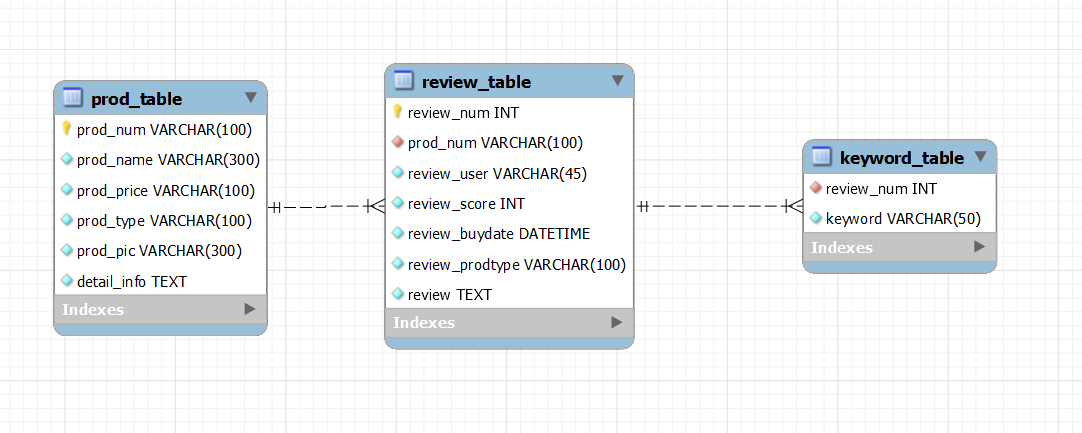 prod_table
prod_num VARCHAR(100)
prod_name VARCHAR(300)
prod_price VARCHAR(100)
prod_type VARCHAR(100)
prod_pic VARCHAR(300)
detail_info TEXT
Indexes
review_table
review_num INT
prod_num VARCHAR(100)
review_user VARCHAR(45)
review_score INT
review_buydate DATETIME
review_prodtype VARCHAR(100)
review TEXT
Indexes
keyword_table
review_num INT
keyword VARCHAR(50)
Indexes